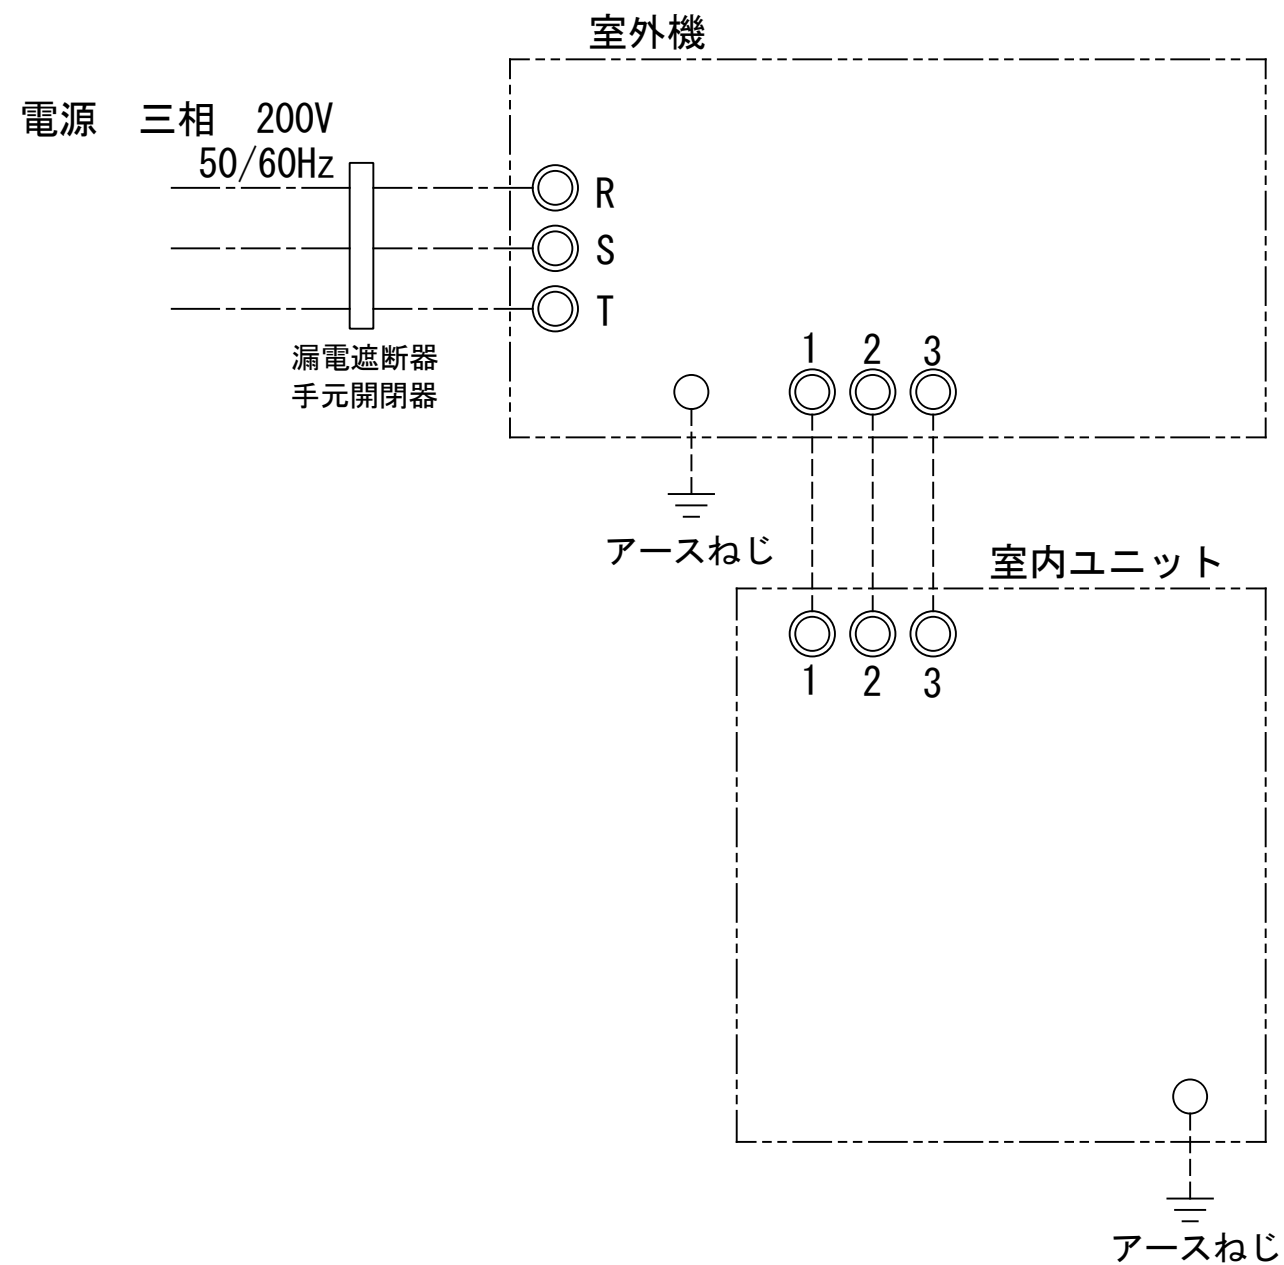 室外機
電源 三相 200V
50/60Hz
R
S
T
漏電遮断器
手元開閉器
1 2 3
アースねじ
室内ユニット
1 2 3
アースねじ